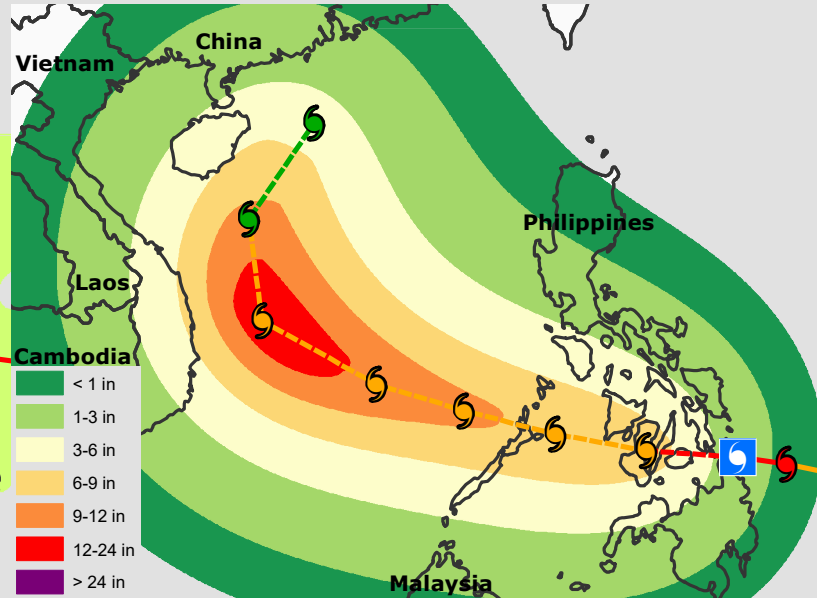 China
Vietnam
Philippines
Laos
Cambodia
< 1 in
1-3 in
3-6 in
6-9 in
9-12 in
12-24 in
> 24 in
Malaysia